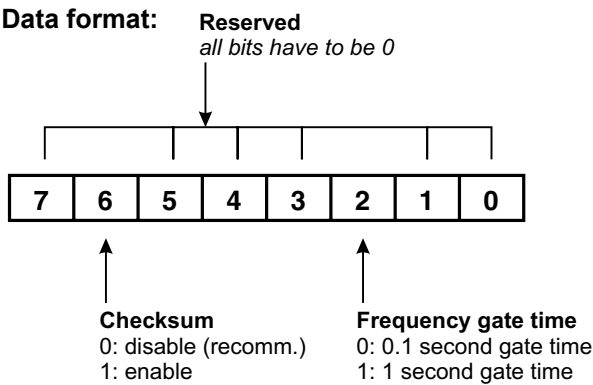 Data format:
Reserved
all bits have to be 0
7 6 5 4 3 2 1 0
Checksum
0: disable (recomm.)
1: enable
Frequency gate time
0: 0.1 second gate time
1: 1 second gate time